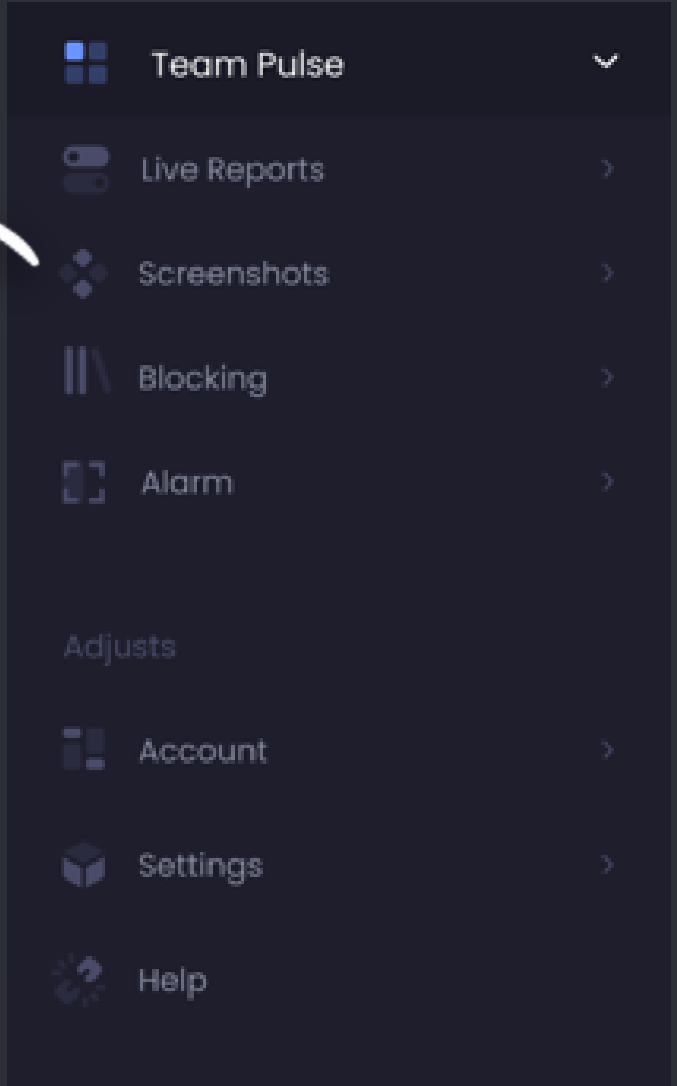 Team Pulse
Live Reports
Screenshots
Blocking
Alarm
Adjusts
Account
Settings
Help